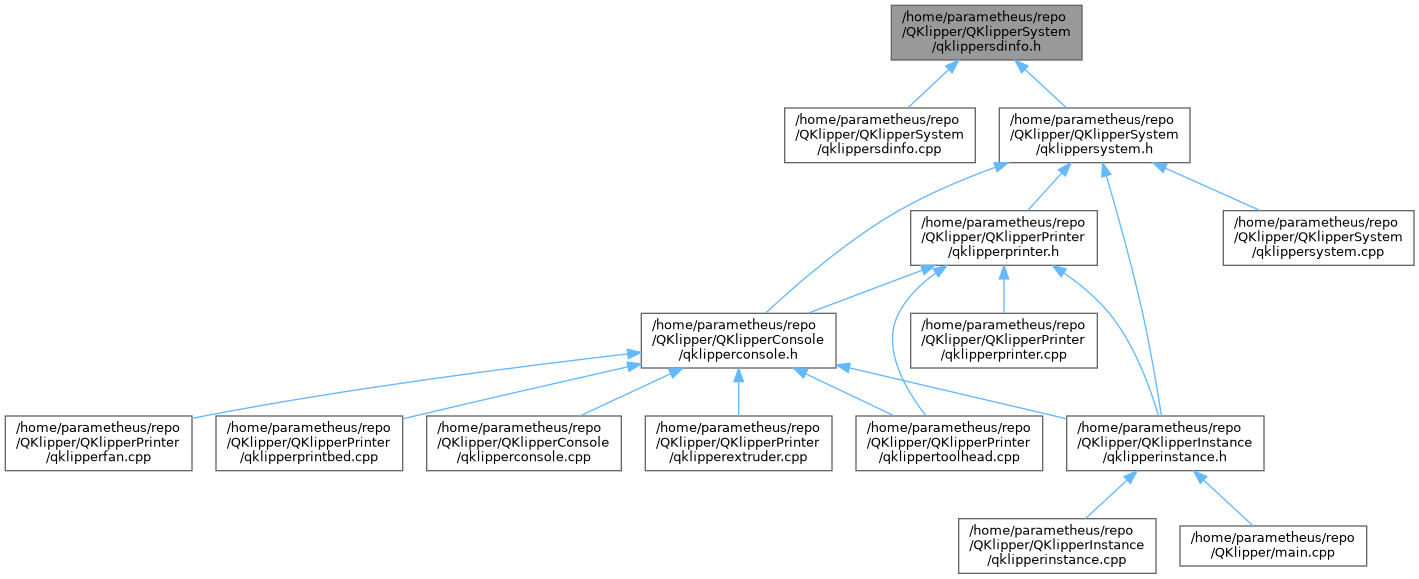 /home/parametheus/repo
/QKlipper/QKlipperSystem
/qklippersdinfo.h
/home/parametheus/repo
/QKlipper/QKlipperSystem
/qklippersdinfo.cpp
/home/parametheus/repo
/QKlipper/QKlipperSystem
/qklippersystem.h
/home/parametheus/repo
/QKlipper/QKlipperPrinter
/qklipperprinter.h
/home/parametheus/repo
/QKlipper/QKlipperSystem
/qklippersystem.cpp
/home/parametheus/repo
/QKlipper/QKlipperConsole
/qklipperconsole.h
/home/parametheus/repo
/QKlipper/QKlipperPrinter
/qklipperprinter.cpp
/home/parametheus/repo
/QKlipper/QKlipperPrinter
/qklipperfan.cpp
/home/parametheus/repo
/QKlipper/QKlipperPrinter
/qklipperprintbed.cpp
/home/parametheus/repo
/QKlipper/QKlipperConsole
/qklipperconsole.cpp
/home/parametheus/repo
/QKlipper/QKlipperPrinter
/qklipperextruder.cpp
/home/parametheus/repo
/QKlipper/QKlipperPrinter
/qklippertoolhead.cpp
/home/parametheus/repo
/QKlipper/QKlipperInstance
/qklipperinstance.h
/home/parametheus/repo
/QKlipper/QKlipperInstance
/qklipperinstance.cpp
/home/parametheus/repo
/QKlipper/main.cpp